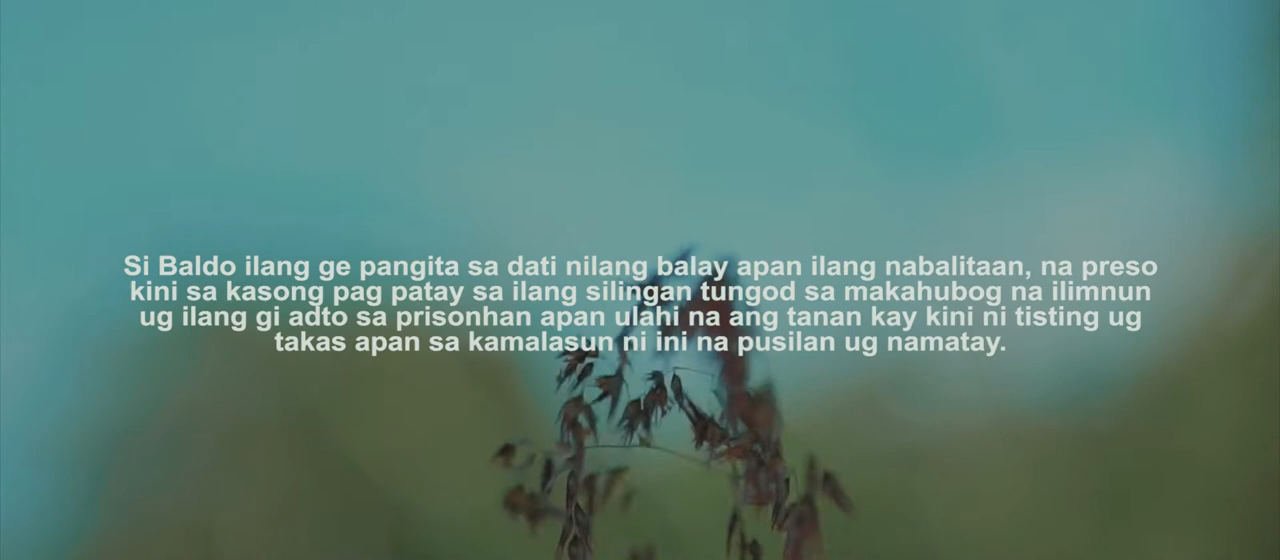 Si Baldo ilang ge pangita sa dati nilang balay apan ilang nabalitaan, na preso
kini sa kasong pag patay sa ilang silingan tungod sa makahubog na ilimnun
ug ilang gi adto sa prisonhan apan ulahi na ang tanan kay kini ni tisting ug
takas apan sa kamalasun ni ini na pusilan ug namatay.